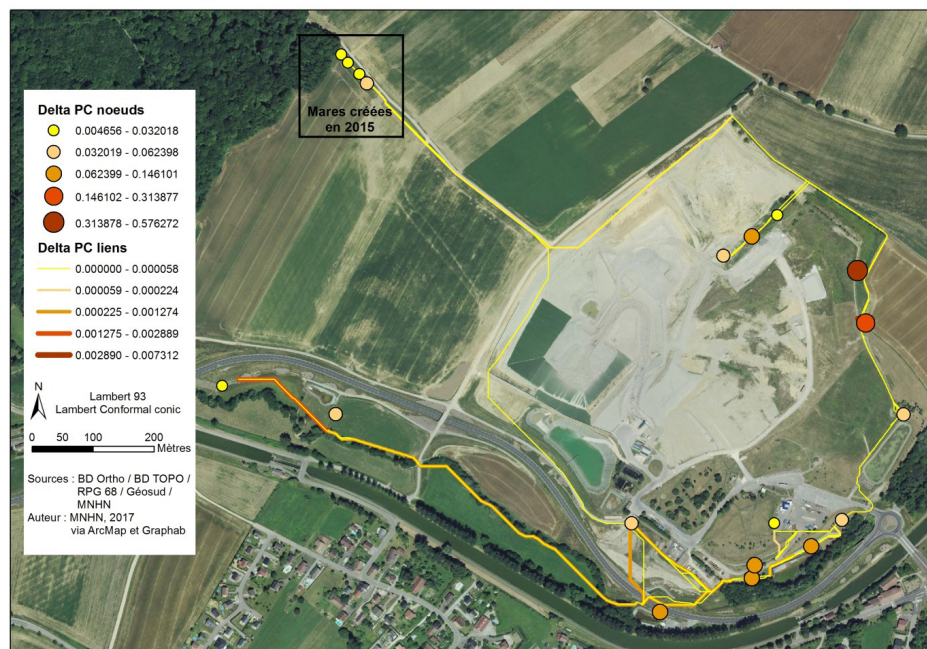 Mares créées
en 2015
Delta PC noeuds
0.004656 - 0.032018
0.032019 - 0.062398
0.062399 - 0.146101
0.146102 - 0.313877
0.313878 - 0.576272
Delta PC liens
0.000000 - 0.000058
0.000059 - 0.000224
0.000225 - 0.001274
0.001275 - 0.002889
0.002890 - 0.007312
N
Lambert 93
Lambert Conformal conic
0 50 100 200
Mètres
Sources : BD Ortho / BD TOPO /
RPG 68 / Géosud /
MNHN
Auteur : MNHN, 2017
via ArcMap et Graphab